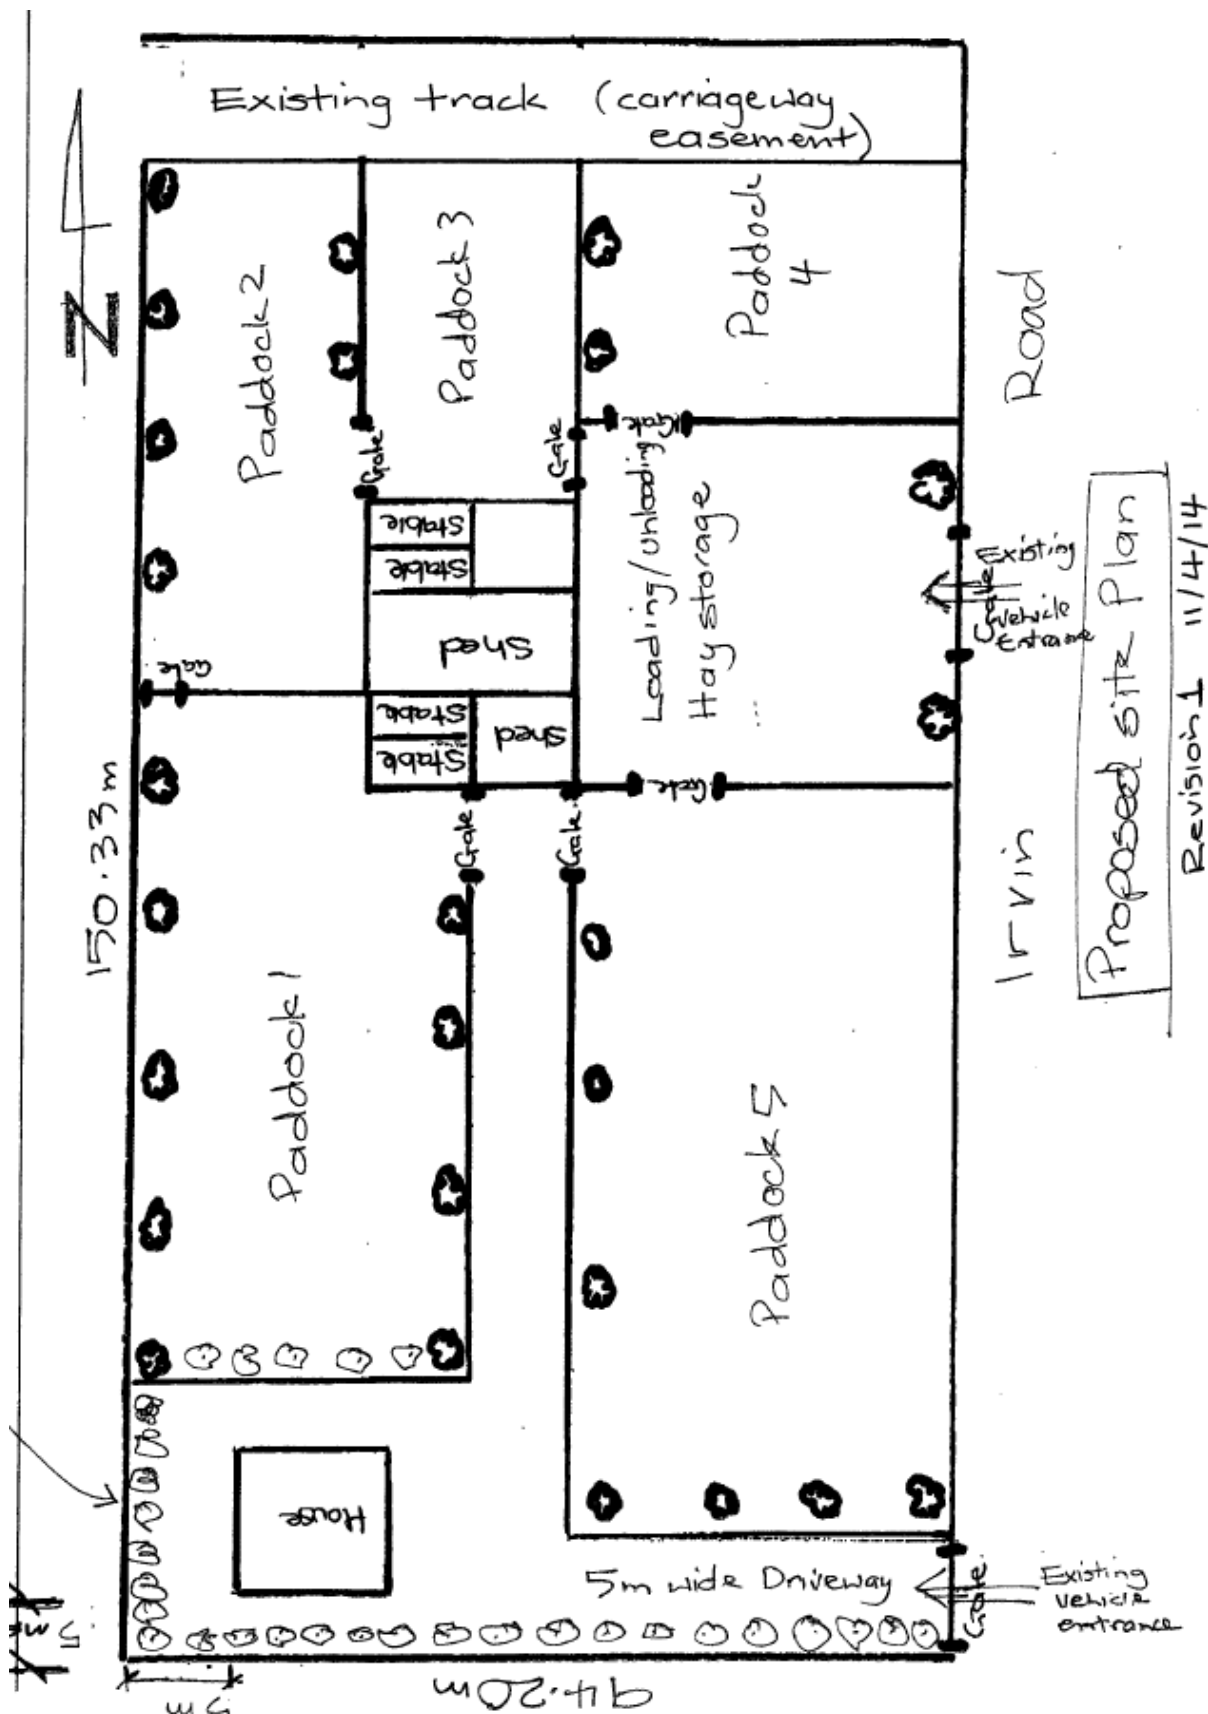 Existing track (carriageway
easement)
N
Paddock 2
Paddock 3
Paddock
4
Gate
Gate
Gate
Road
Stable
Stable
Shed
Loading/Unloading
Hay storage
Existing
vehicle
Entrance
Gate
Gate
Stable
Stable
Shed
Gate
Gate
Gate
Proposed Site Plan
Revision 1 11/4/14
Irvin
150.33m
Paddock 1
Paddock 5
House
5m wide Driveway
Gate
Existing
vehicle
entrance
5m
5m
94.20m